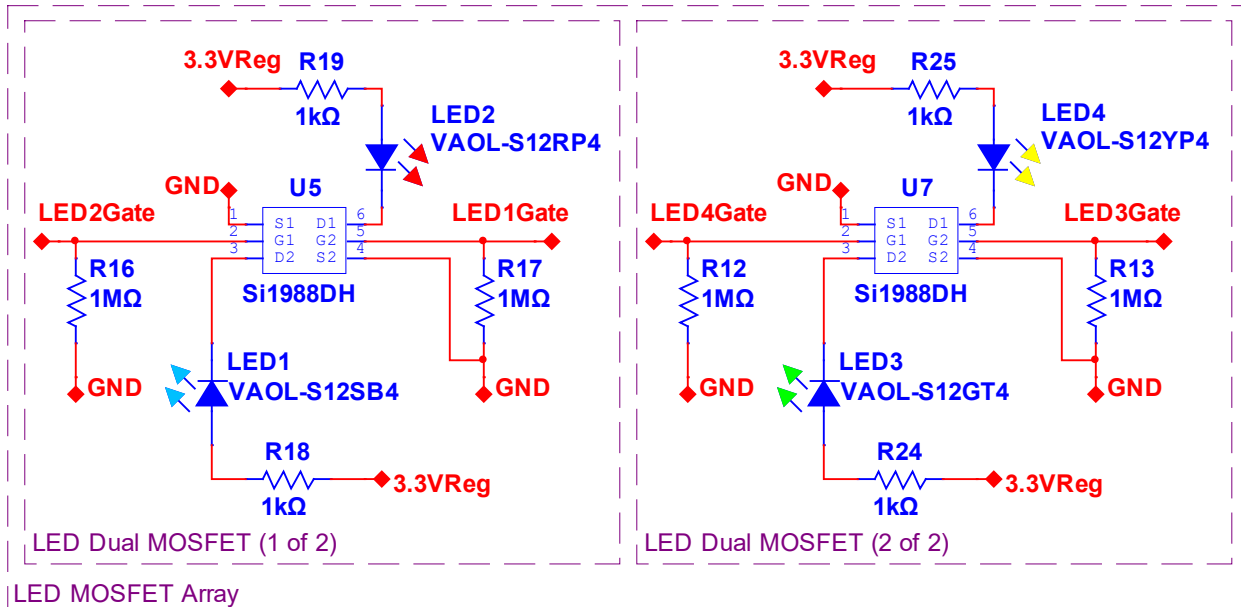 3.3VReg
R19
1kΩ
LED2
VAOL-S12RP4
GND
U5
LED2Gate
LED1Gate
1
2
3
S1
G1
D2
D1
G2
S2
6
5
4
R16
1MΩ
R17
1MΩ
Si1988DH
GND
LED1
VAOL-S12SB4
GND
R18
1kΩ
3.3VReg
LED Dual MOSFET (1 of 2)
3.3VReg
R25
1kΩ
LED4
VAOL-S12YP4
GND
U7
LED4Gate
LED3Gate
1
2
3
S1
G1
D2
D1
G2
S2
6
5
4
R12
1MΩ
R13
1MΩ
Si1988DH
GND
LED3
VAOL-S12GT4
GND
R24
1kΩ
3.3VReg
LED Dual MOSFET (2 of 2)
LED MOSFET Array